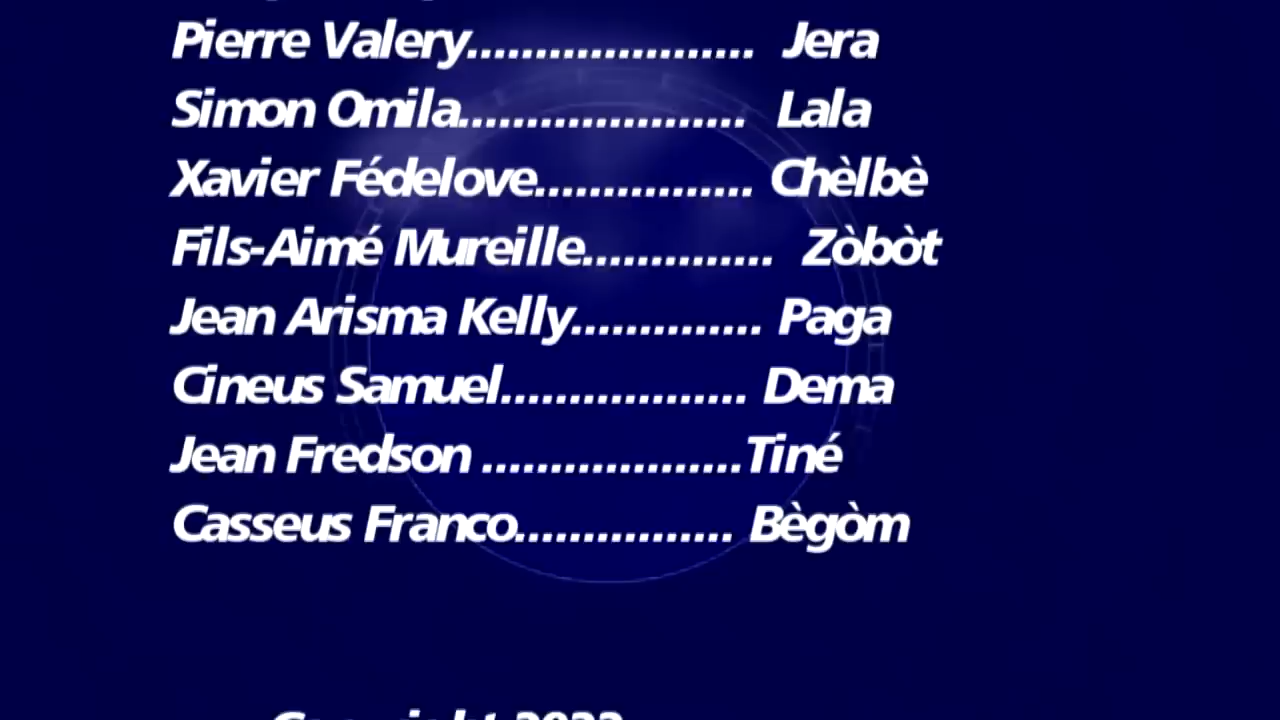 Pierre Valery..................... Jera
Simon Omila..................... Lala
Xavier Fédelove................ Chèlbè
Fils-Aimé Mureille.............. Zòbòt
Jean Arisma Kelly.............. Paga
Cineus Samuel.................. Dema
Jean Fredson ...................Tiné
Casseus Franco................ Bègòm